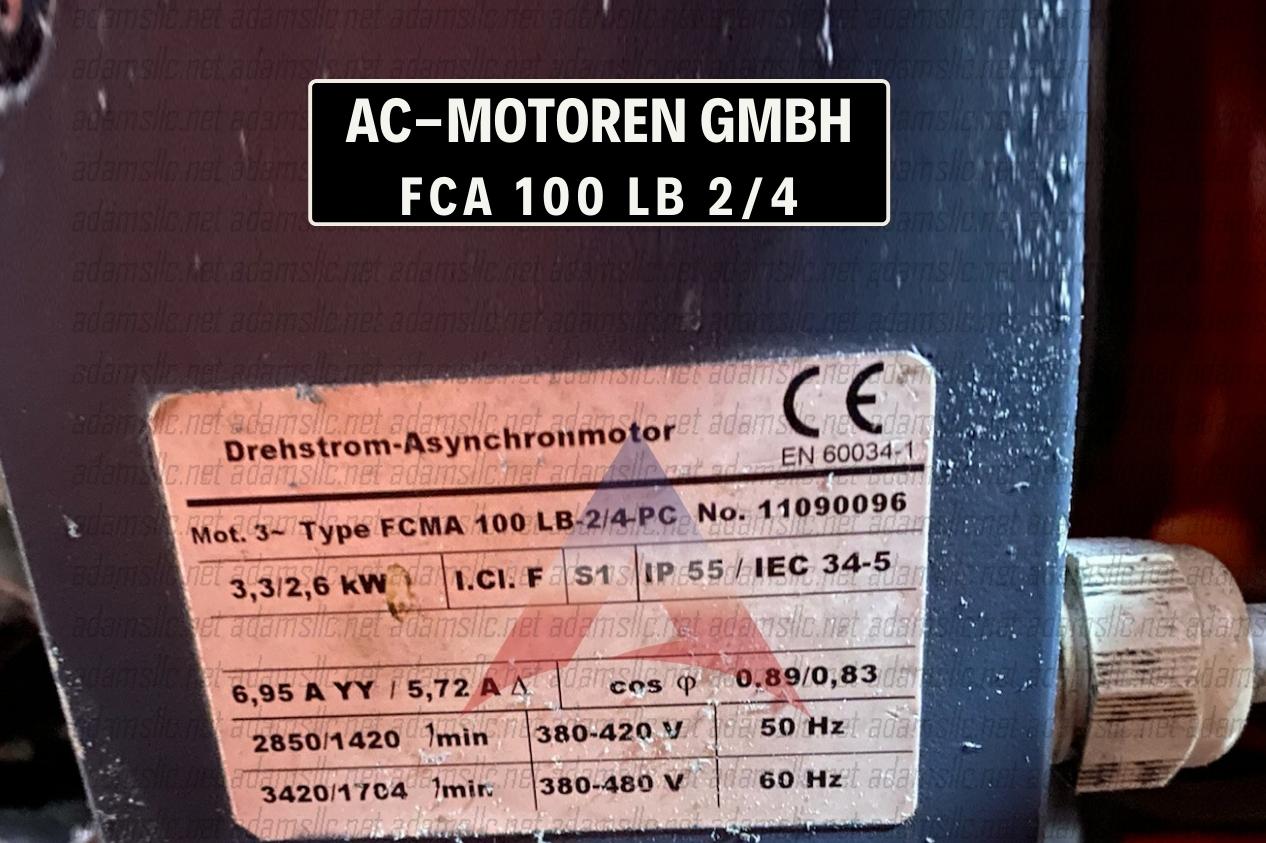 AC-MOTOREN GMBH
FCA 100 LB 2/4
CE
EN 60034-1
Drehstrom-Asynchronmotor
Mot. 3~ Type FCMA 100 LB-2/4-PC No. 11090096
3,3/2,6 kW I.Cl. F S1 IP 55 / IEC 34-5
6,95 A YY / 5,72 A Δ cos φ 0.89/0,83
2850/1420 1/min 380-420 V 50 Hz
3420/1704 1/min 380-480 V 60 Hz
adamsllc.net